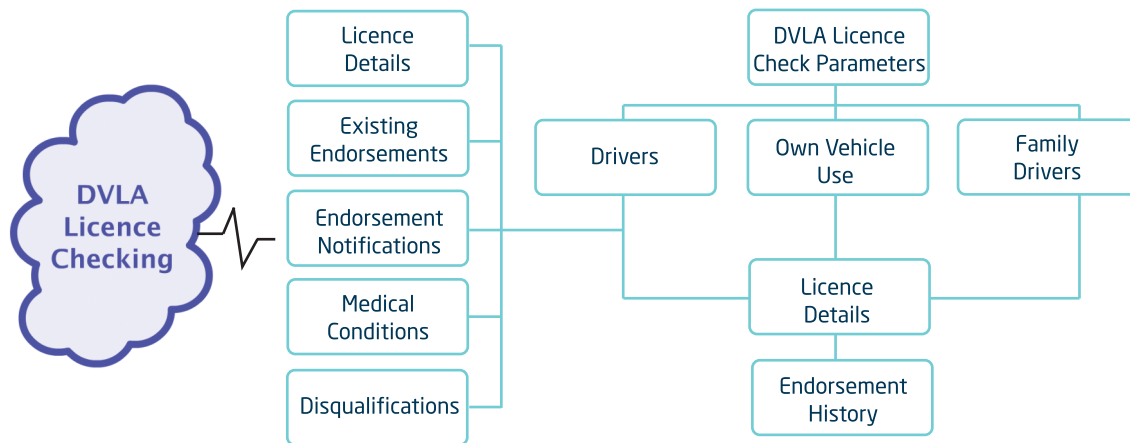 DVLA
Licence
Checking
Licence
Details
Existing
Endorsements
Endorsement
Notifications
Medical
Conditions
Disqualifications
DVLA Licence
Check Parameters
Drivers
Own Vehicle
Use
Family
Drivers
Licence
Details
Endorsement
History